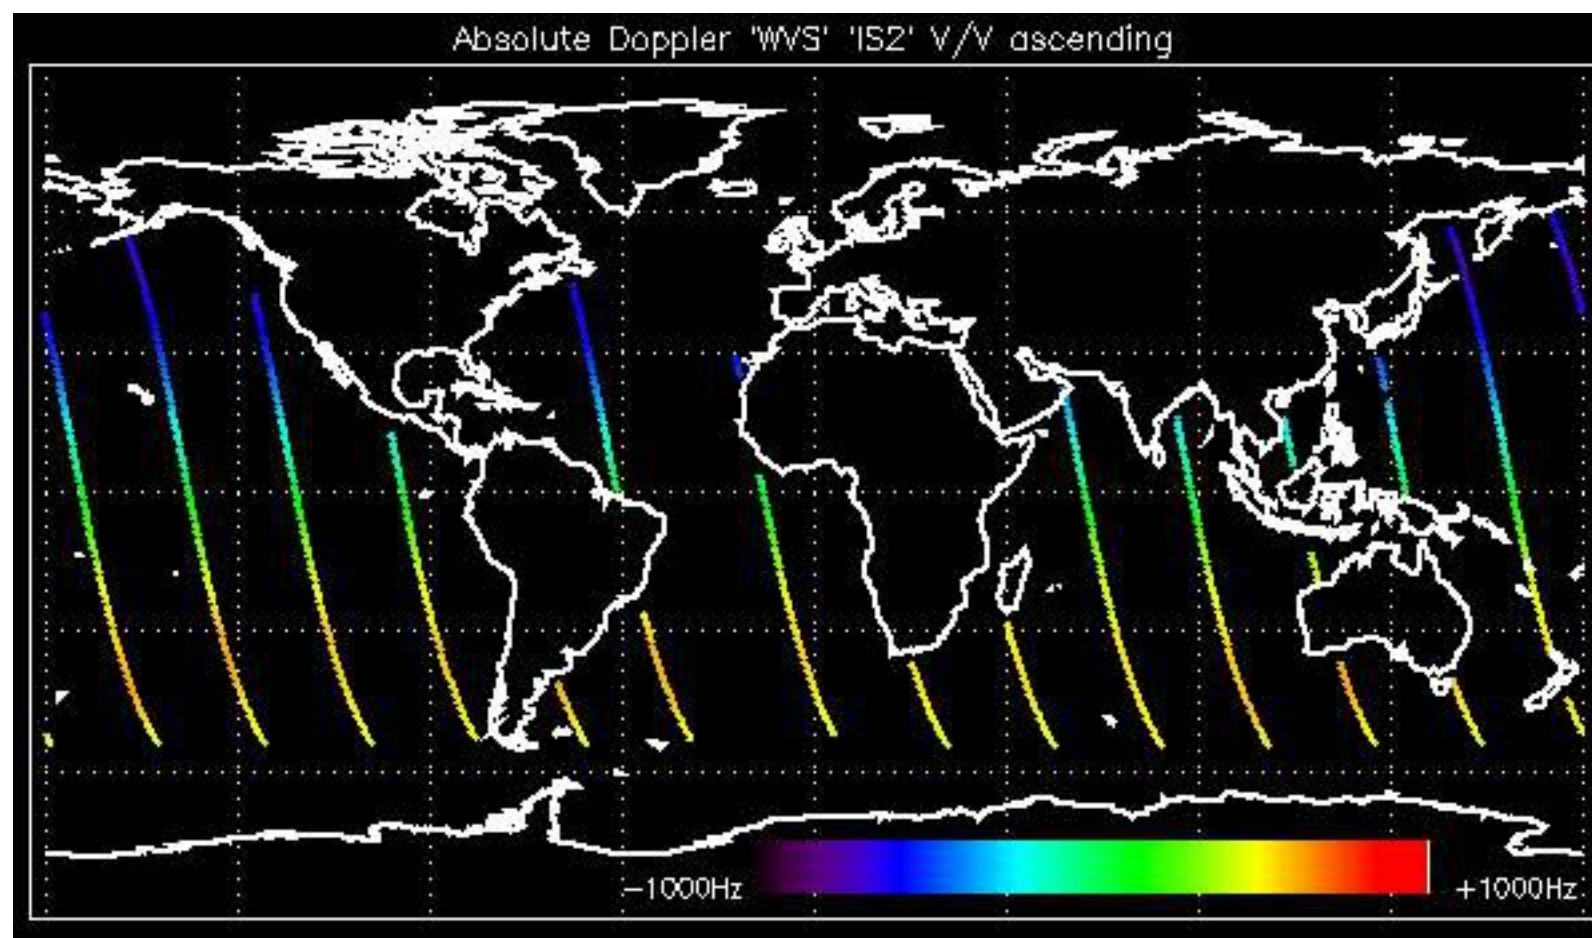 Absolute Doppler 'WVS' 'IS2' V/V ascending
-1000Hz +1000Hz